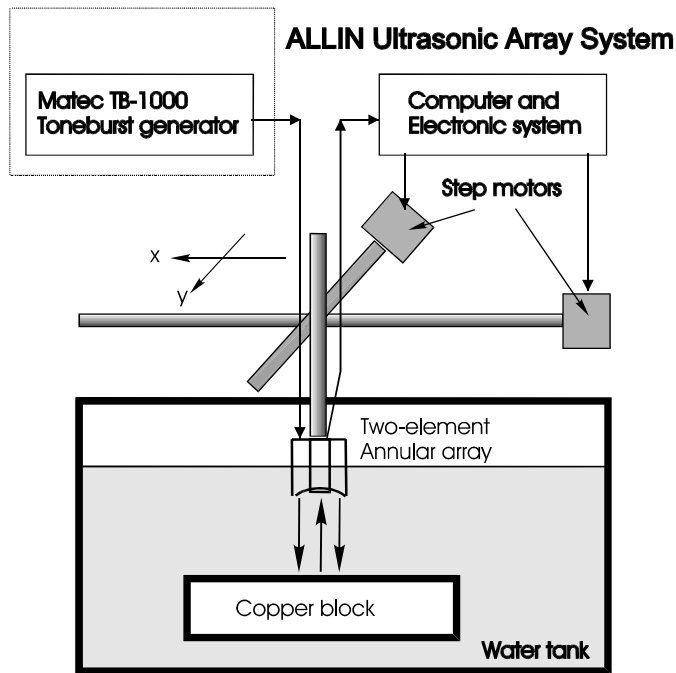 ALLIN Ultrasonic Array System
Matec TB-1000
Toneburst generator
Computer and
Electronic system
Step motors
x
y
Two-element
Annular array
Copper block
Water tank